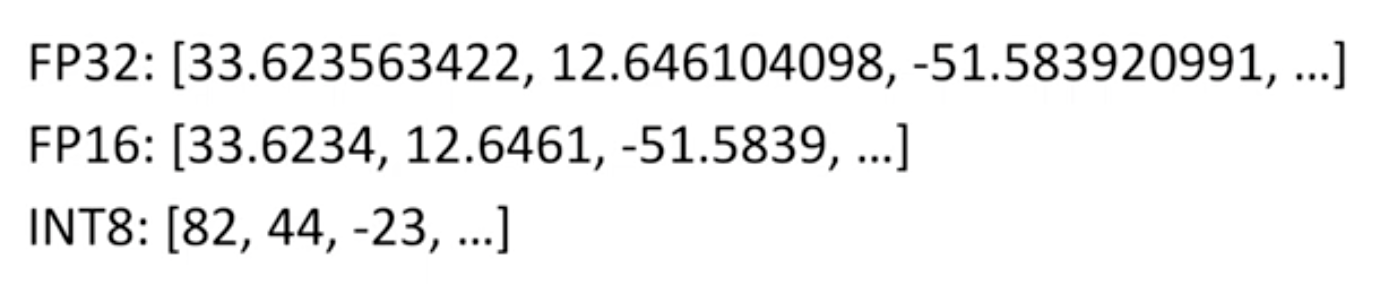 FP32: [33.623563422, 12.646104098, -51.583920991, ...]
FP16: [33.6234, 12.6461, -51.5839, ...]
INT8: [82, 44, -23, ...]